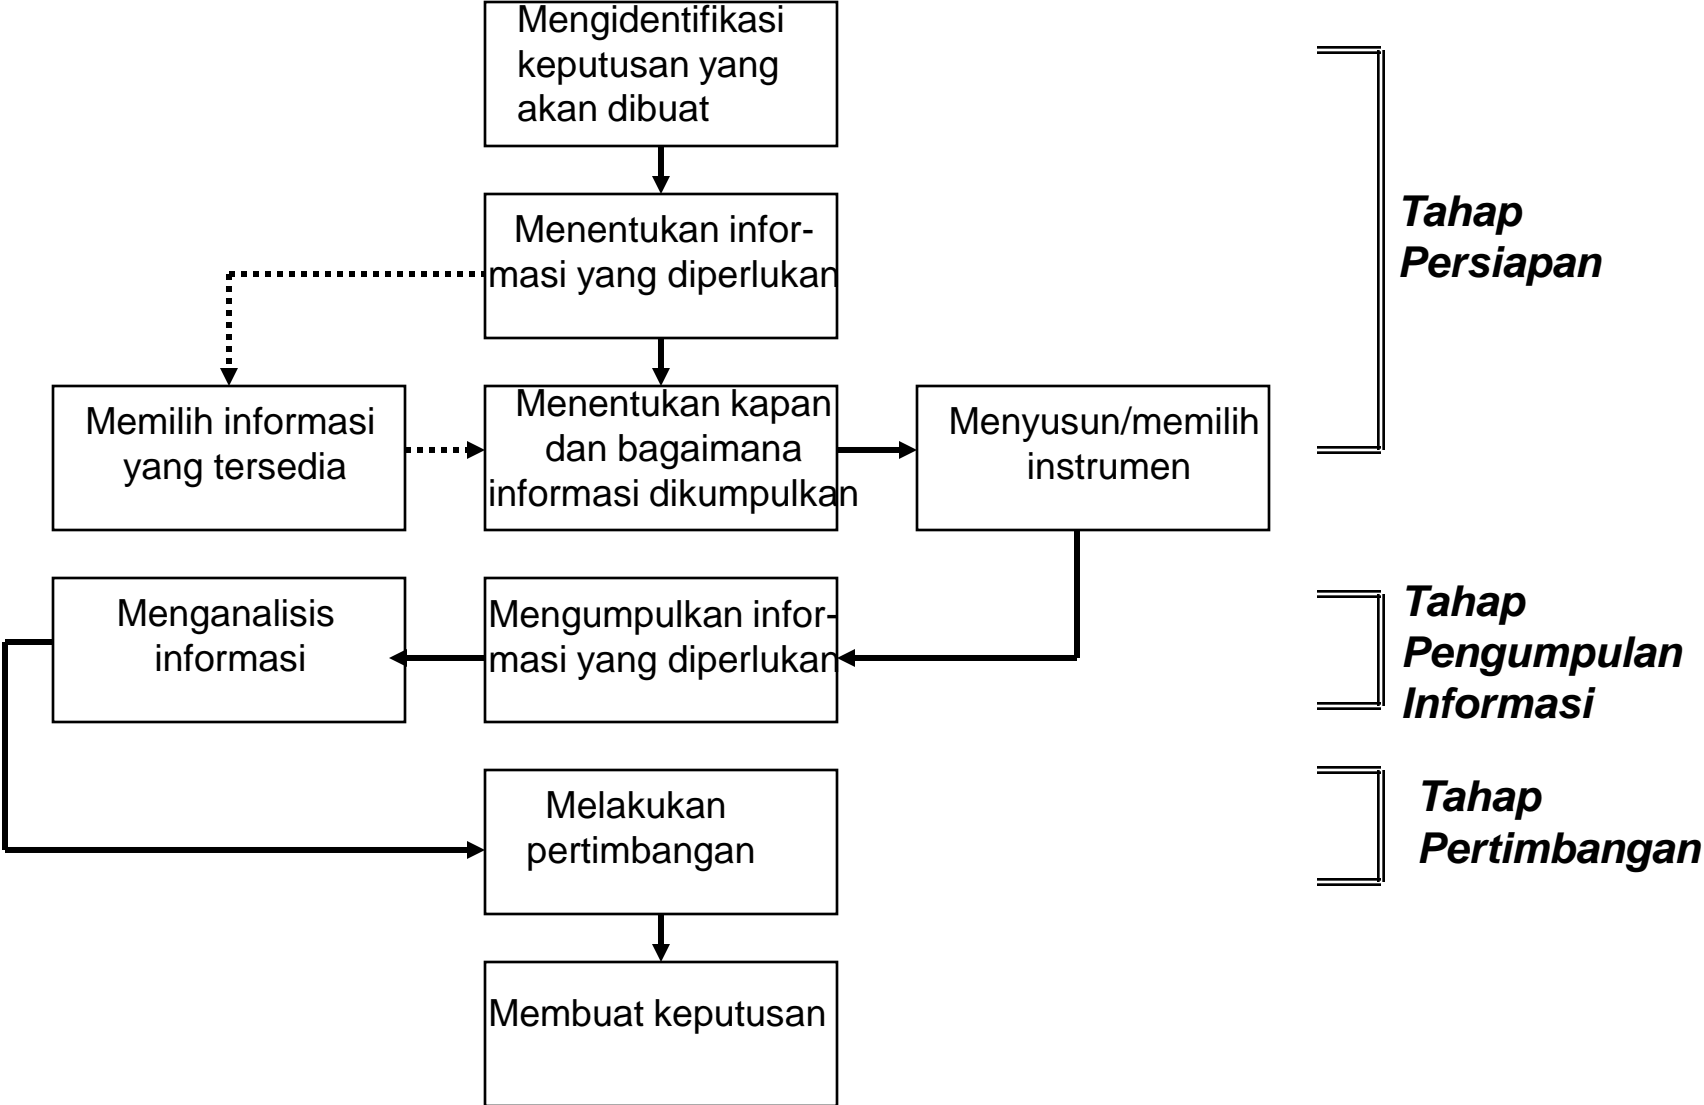 Mengidentifikasi
keputusan yang
akan dibuat
Menentukan infor-
masi yang diperlukan
Tahap
Persiapan
Memilih informasi
yang tersedia
Menentukan kapan
dan bagaimana
informasi dikumpulkan
Menyusun/memilih
instrumen
Menganalisis
informasi
Mengumpulkan infor-
masi yang diperlukan
Tahap
Pengumpulan
Informasi
Melakukan
pertimbangan
Tahap
Pertimbangan
Membuat keputusan